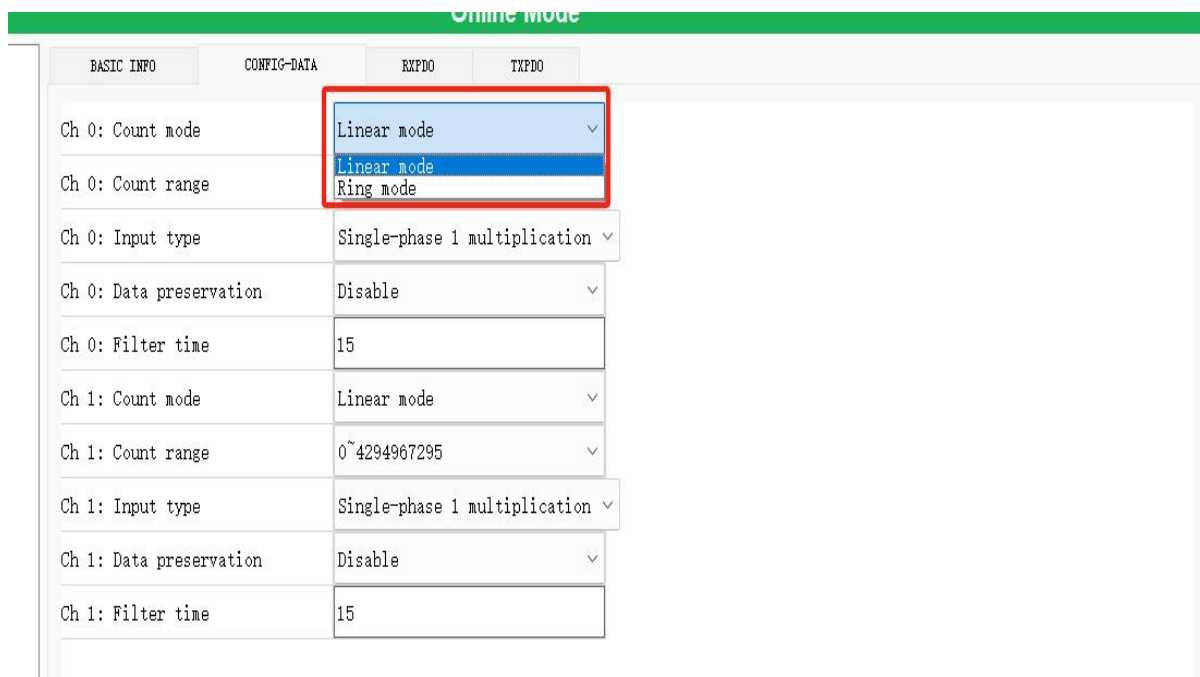 Online Mode
BASIC INFO CONFIG-DATA RXPDO TXPDO
Ch 0: Count mode Linear mode
Linear mode
Ch 0: Count range Ring mode
Ch 0: Input type Single-phase 1 multiplication
Ch 0: Data preservation Disable
Ch 0: Filter time 15
Ch 1: Count mode Linear mode
Ch 1: Count range 0~4294967295
Ch 1: Input type Single-phase 1 multiplication
Ch 1: Data preservation Disable
Ch 1: Filter time 15